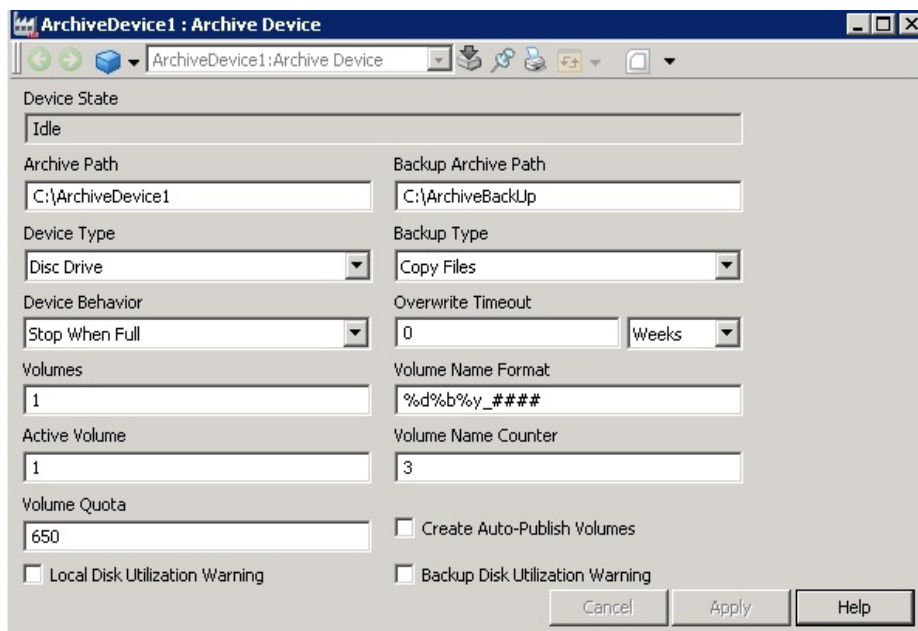 ArchiveDevice1 : Archive Device
ArchiveDevice1:Archive Device
Device State
Idle
Archive Path
Backup Archive Path
C:\ArchiveDevice1
C:\ArchiveBackUp
Device Type
Backup Type
Disc Drive
Copy Files
Device Behavior
Overwrite Timeout
Stop When Full
0
Weeks
Volumes
Volume Name Format
1
%d%b%y_####
Active Volume
Volume Name Counter
1
3
Volume Quota
650
Create Auto-Publish Volumes
Local Disk Utilization Warning
Backup Disk Utilization Warning
Cancel
Apply
Help